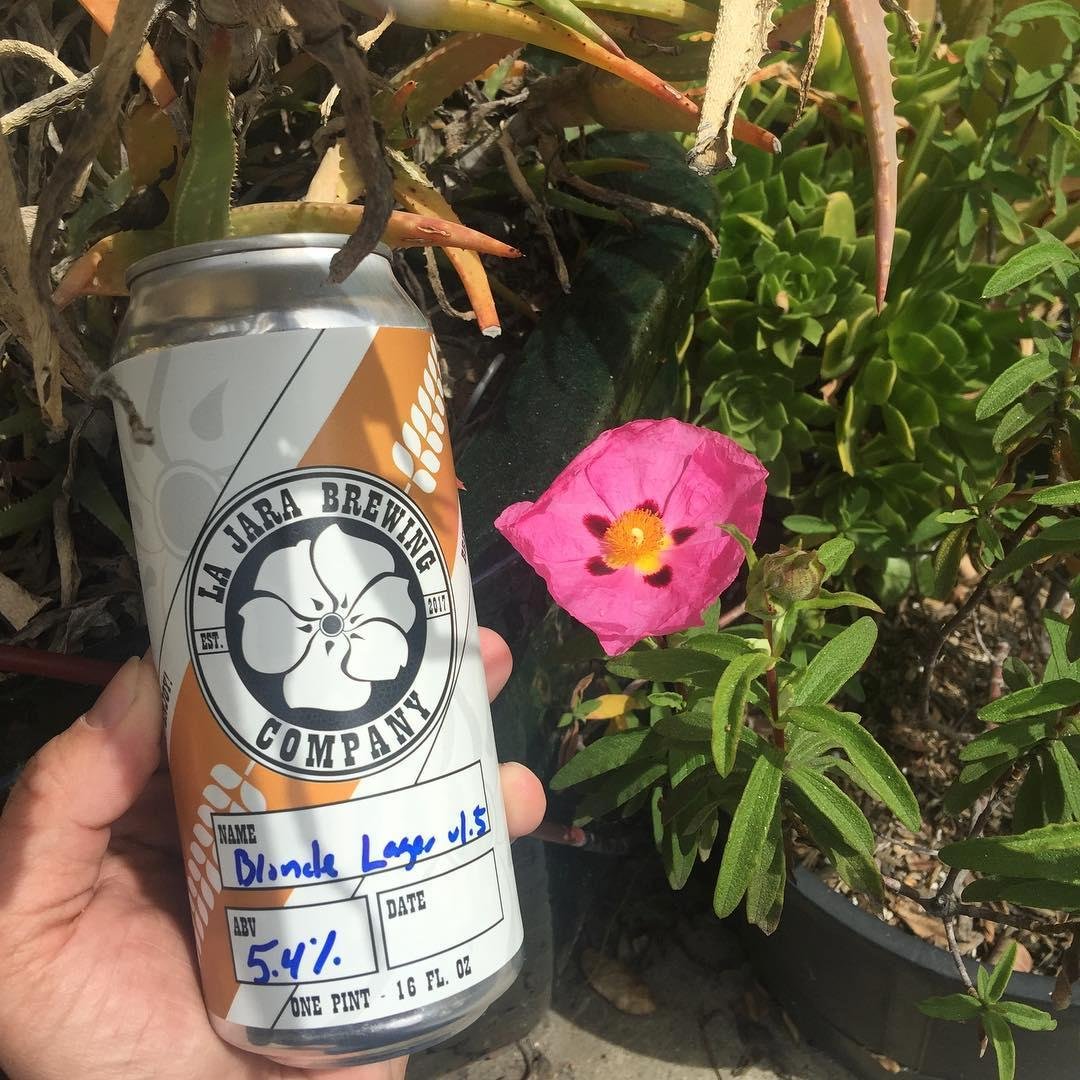 LA JARA BREWING
EST. 2017
COMPANY
NAME
Blonde Lager v1.5
ABV
5.4%
DATE
ONE PINT - 16 FL. OZ